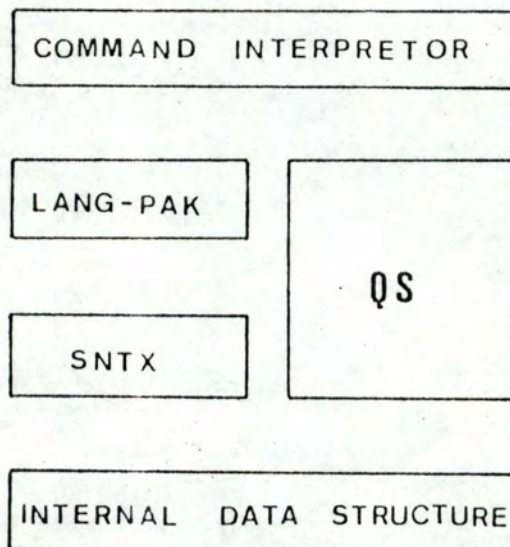 COMMAND INTERPRETOR
LANG-PAK
QS
SNTX
INTERNAL DATA STRUCTURE